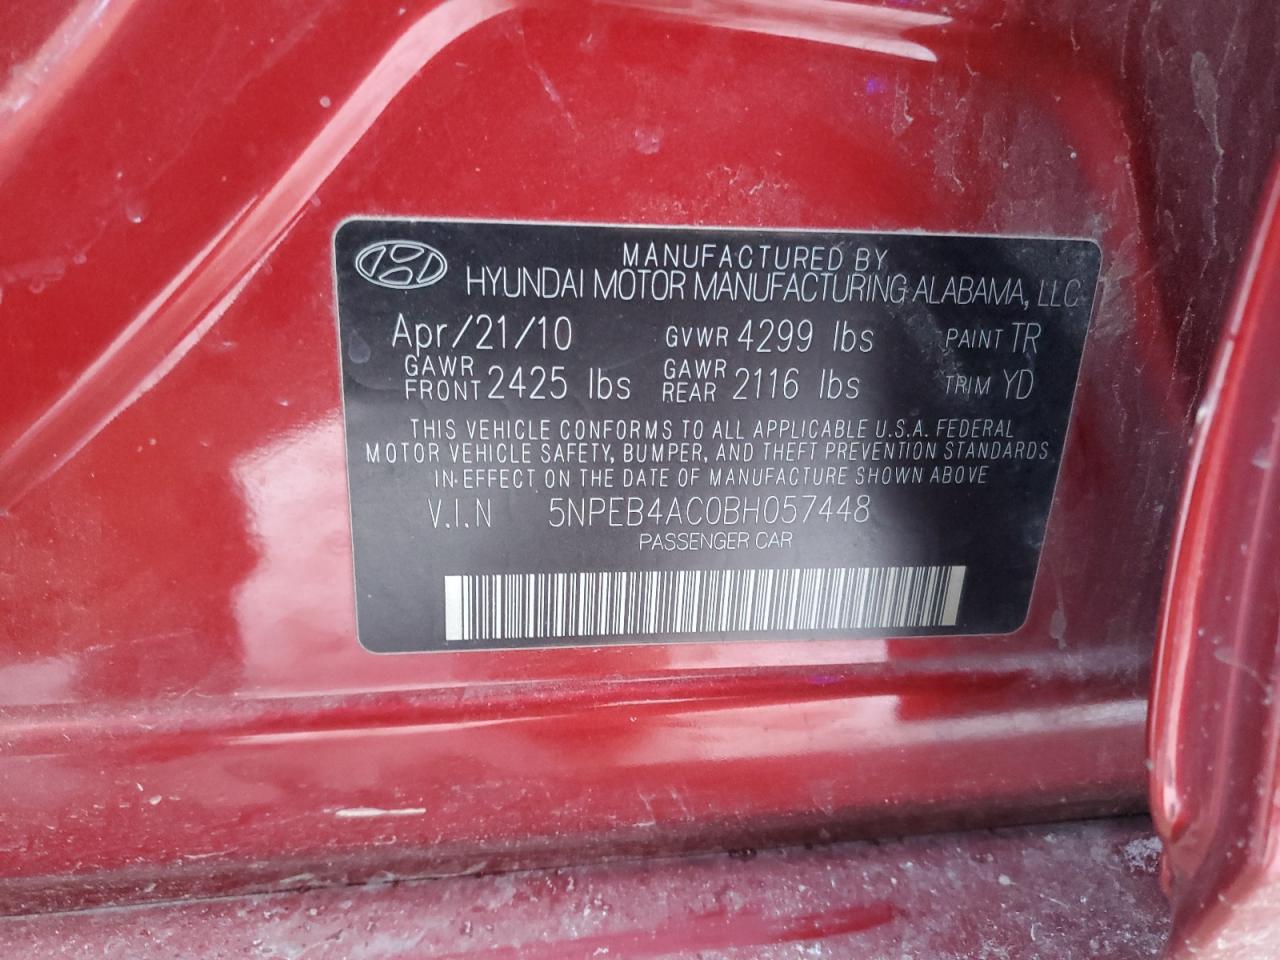 MANUFACTURED BY
HYUNDAI MOTOR MANUFACTURING ALABAMA, LLC
Apr/21/10 GVWR 4299 lbs PAINT TR
GAWR FRONT 2425 lbs GAWR REAR 2116 lbs TRIM YD
THIS VEHICLE CONFORMS TO ALL APPLICABLE U.S.A. FEDERAL
MOTOR VEHICLE SAFETY, BUMPER, AND THEFT PREVENTION STANDARDS
IN EFFECT ON THE DATE OF MANUFACTURE SHOWN ABOVE
V.I.N 5NPEB4AC0BH057448
PASSENGER CAR